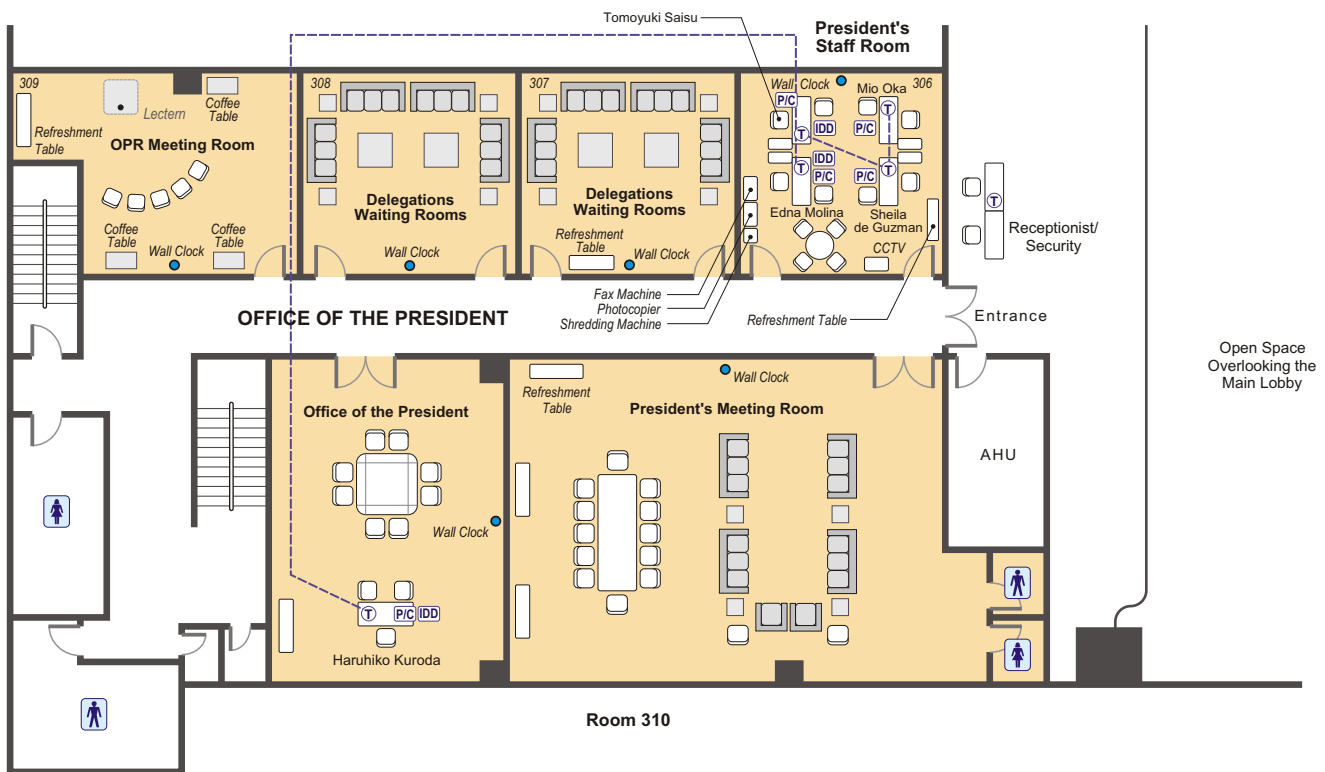 Tomoyuki Saisu
President's
Staff Room
309
Lectern
Coffee
Table
Refreshment
Table
OPR Meeting Room
Coffee
Table
Wall Clock
Coffee
Table
308
Delegations
Waiting Rooms
Wall Clock
307
Delegations
Waiting Rooms
Refreshment
Table
Wall Clock
Wall Clock
Mio Oka
306
P/C
T
IDD
P/C
T
IDD
T
P/C
P/C
T
Edna Molina
Sheila
de Guzman
CCTV
T
Receptionist/
Security
Fax Machine
Photocopier
Shredding Machine
Refreshment Table
OFFICE OF THE PRESIDENT
Entrance
Open Space
Overlooking the
Main Lobby
Office of the President
Wall Clock
T
P/C
IDD
Haruhiko Kuroda
Refreshment
Table
Wall Clock
President's Meeting Room
AHU
Room 310